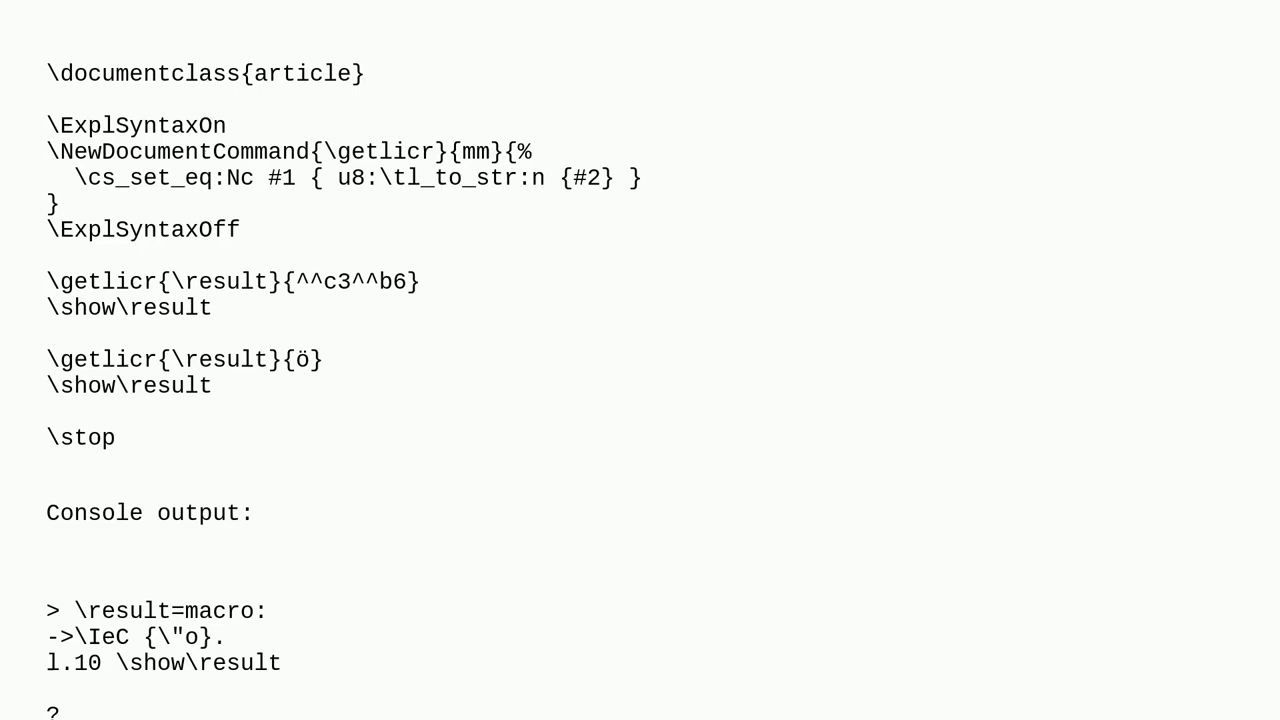 \documentclass{article}
\ExplSyntaxOn
\NewDocumentCommand{\getlicr}{mm}{%
  \cs_set_eq:Nc #1 { u8:\tl_to_str:n {#2} }
}
\ExplSyntaxOff
\getlicr{\result}{^^c3^^b6}
\show\result
\getlicr{\result}{ö}
\show\result
\stop
Console output:
> \result=macro:
->\IeC {\"o}.
l.10 \show\result
?